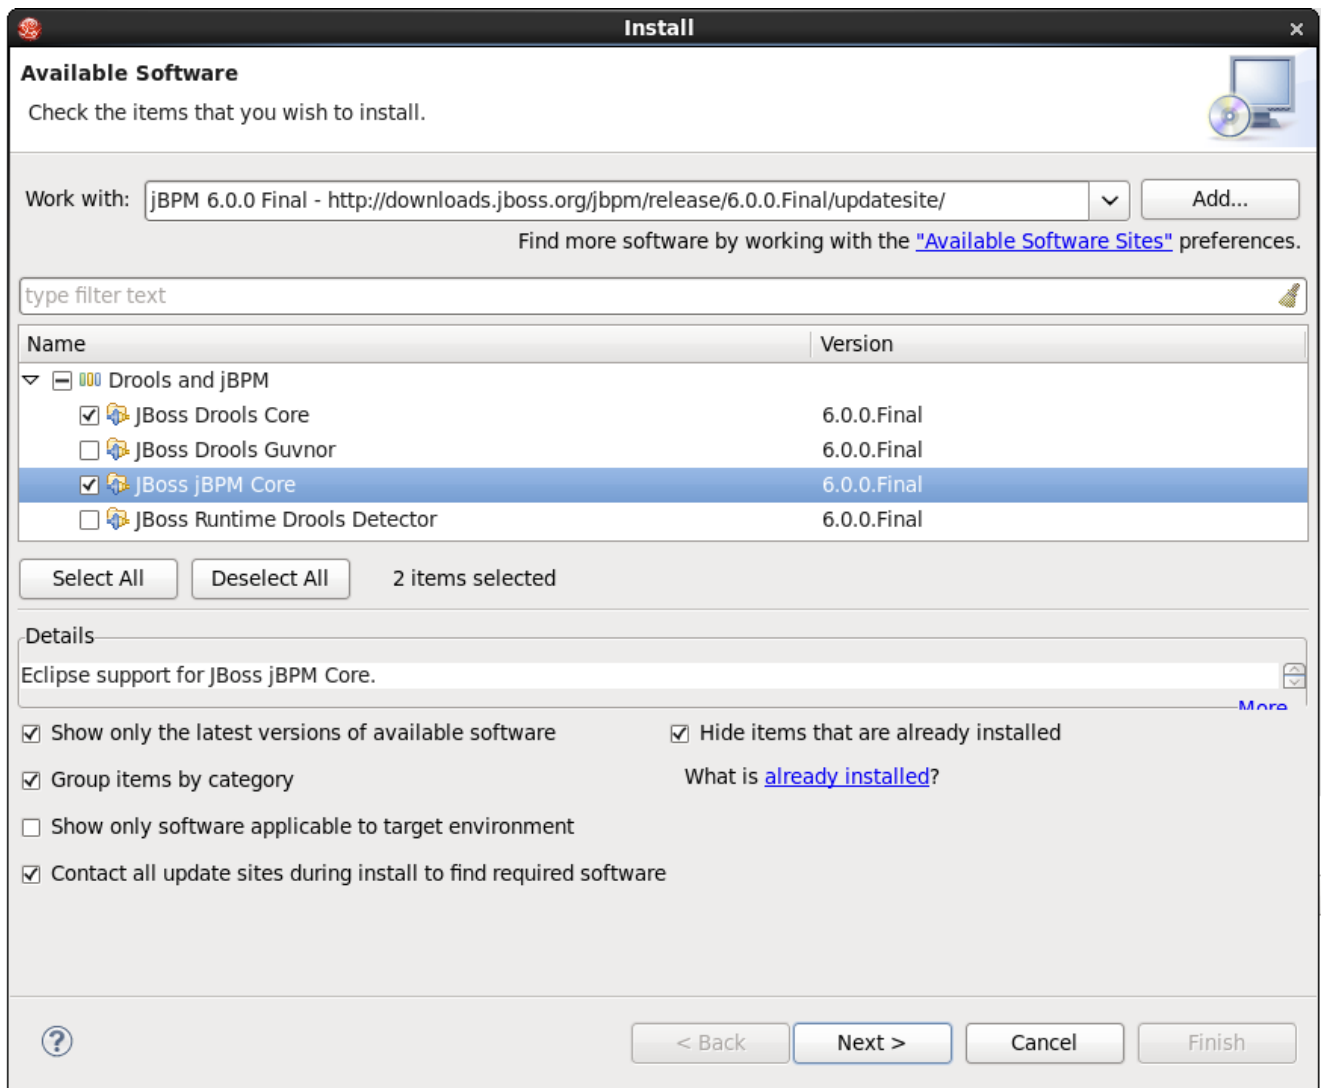 Install
Available Software
Check the items that you wish to install.
Work with: jBPM 6.0.0 Final - http://downloads.jboss.org/jbpm/release/6.0.0.Final/updatesite/ Add...
Find more software by working with the "Available Software Sites" preferences.
type filter text
Name Version
Drools and jBPM
JBoss Drools Core 6.0.0.Final
JBoss Drools Guvnor 6.0.0.Final
JBoss jBPM Core 6.0.0.Final
JBoss Runtime Drools Detector 6.0.0.Final
Select All Deselect All 2 items selected
Details
Eclipse support for JBoss jBPM Core.
More
Show only the latest versions of available software Hide items that are already installed
Group items by category What is already installed?
Show only software applicable to target environment
Contact all update sites during install to find required software
? < Back Next > Cancel Finish